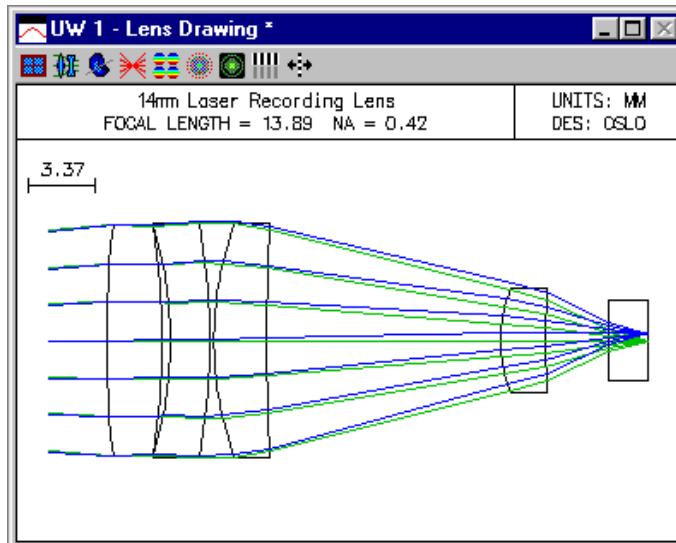 UW 1 - Lens Drawing *
14mm Laser Recording Lens
FOCAL LENGTH = 13.89 NA = 0.42
UNITS: MM
DES: OSLO
3.37